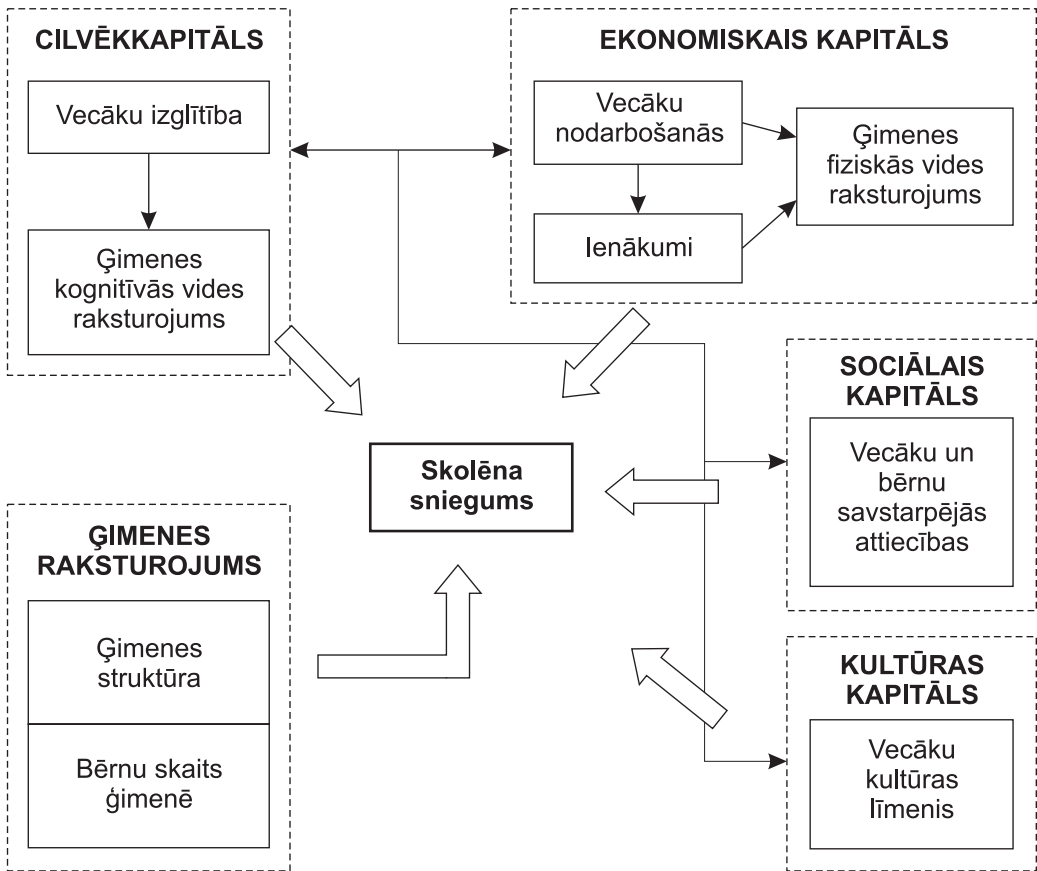 CILVĒKKAPITĀLS
Vecāku izglītība
Ģimenes
kognitīvās vides
raksturojums
EKONOMISKAIS KAPITĀLS
Vecāku
nodarbošanās
Ienākumi
Ģimenes
fiziskās vides
raksturojums
Skolēna
sniegums
SOCIĀLAIS
KAPITĀLS
Vecāku un
bērnu
savstarpējās
attiecības
ĢIMENES
RAKSTUROJUMS
Ģimenes
struktūra
Bērnu skaits
ģimenē
KULTŪRAS
KAPITĀLS
Vecāku
kultūras
līmenis